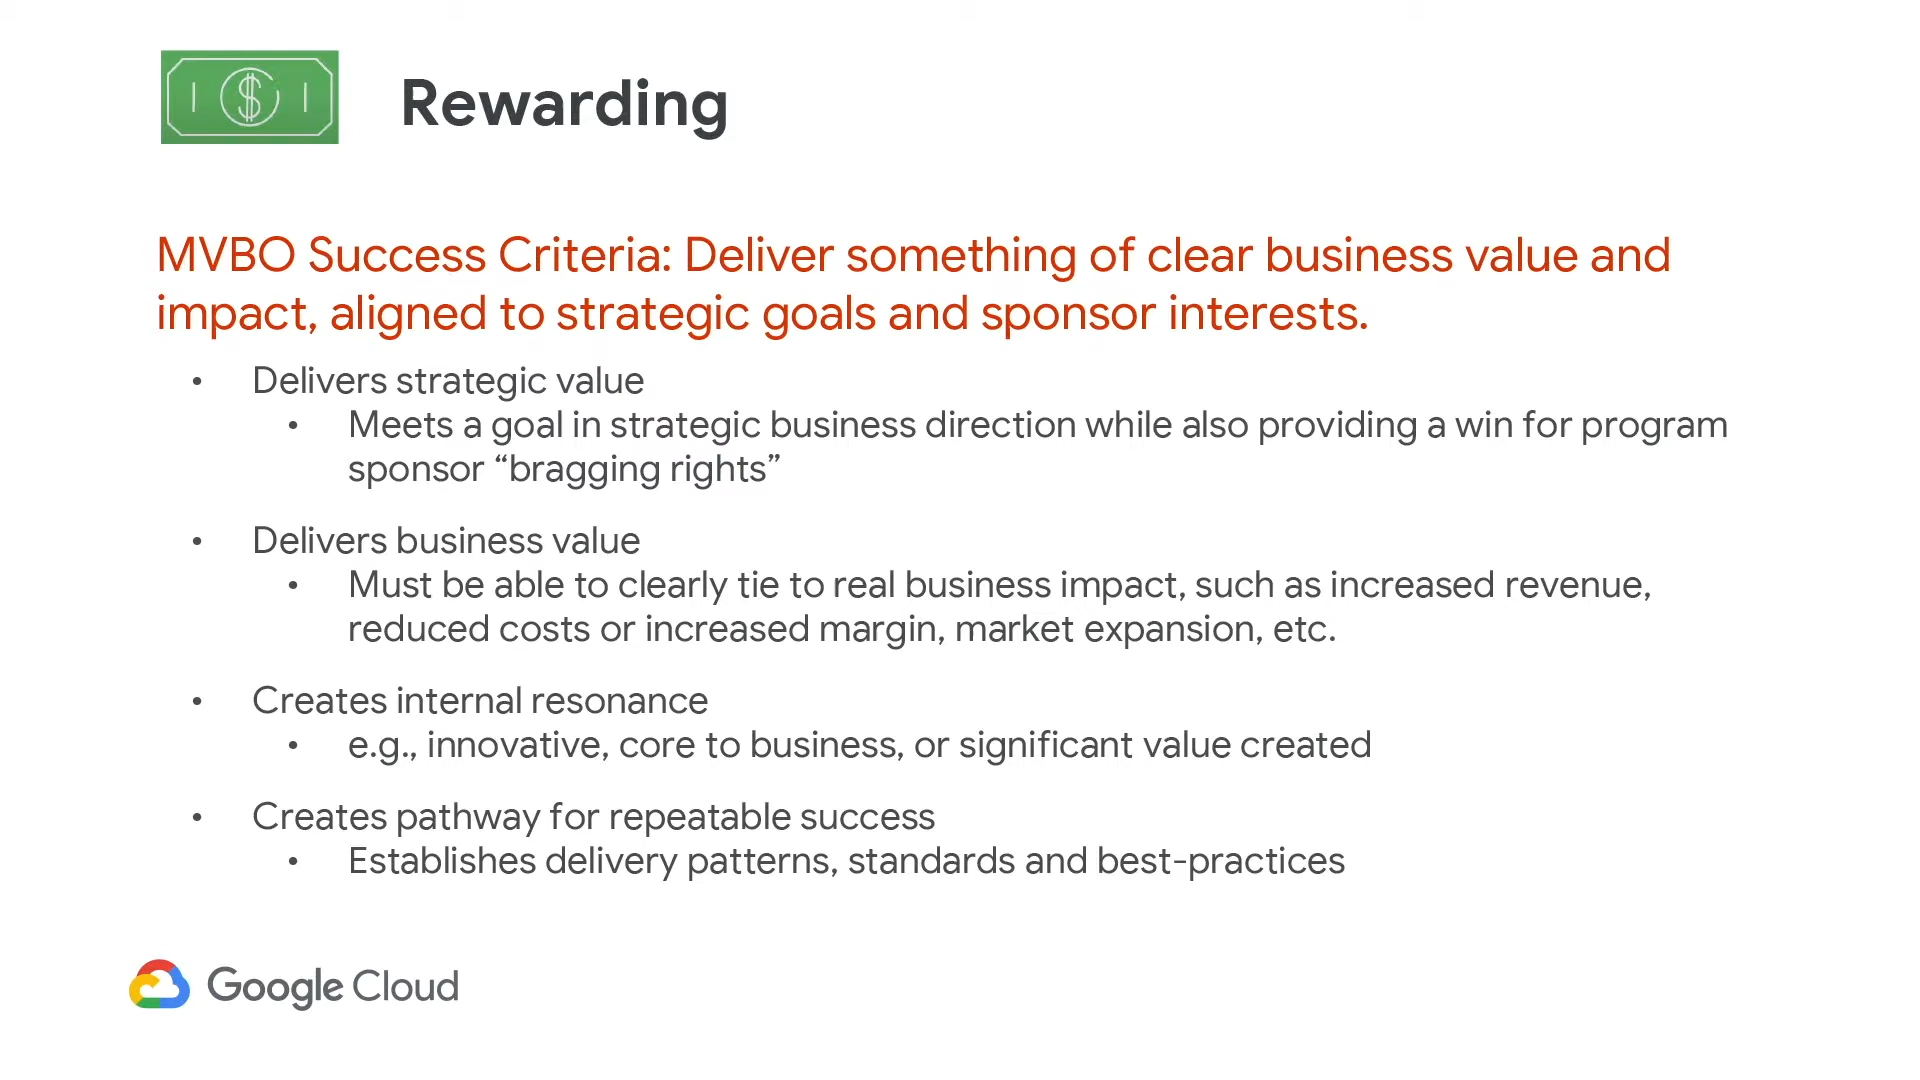 Rewarding
MVBO Success Criteria: Deliver something of clear business value and
impact, aligned to strategic goals and sponsor interests.
• Delivers strategic value
• Meets a goal in strategic business direction while also providing a win for program
sponsor “bragging rights”
• Delivers business value
• Must be able to clearly tie to real business impact, such as increased revenue,
reduced costs or increased margin, market expansion, etc.
• Creates internal resonance
• e.g., innovative, core to business, or significant value created
• Creates pathway for repeatable success
• Establishes delivery patterns, standards and best-practices
Google Cloud